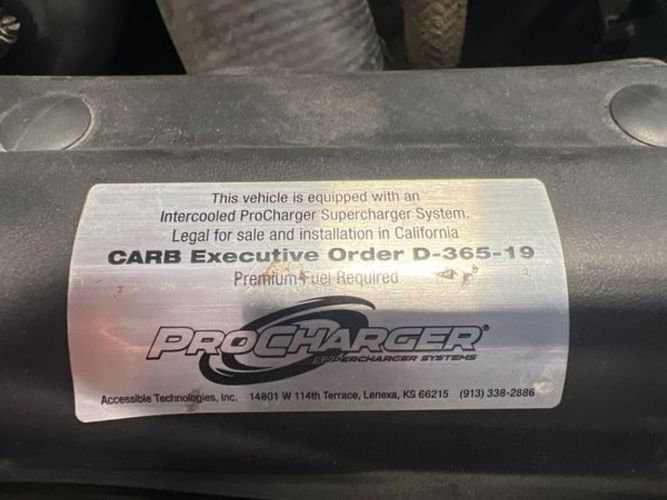 This vehicle is equipped with an
Intercooled ProCharger Supercharger System.
Legal for sale and installation in California
CARB Executive Order D-365-19
Premium Fuel Required
PROCHARGER®
SUPERCHARGER SYSTEMS
Accessible Technologies, Inc. 14801 W 114th Terrace, Lenexa, KS 66215 (913) 338-2886